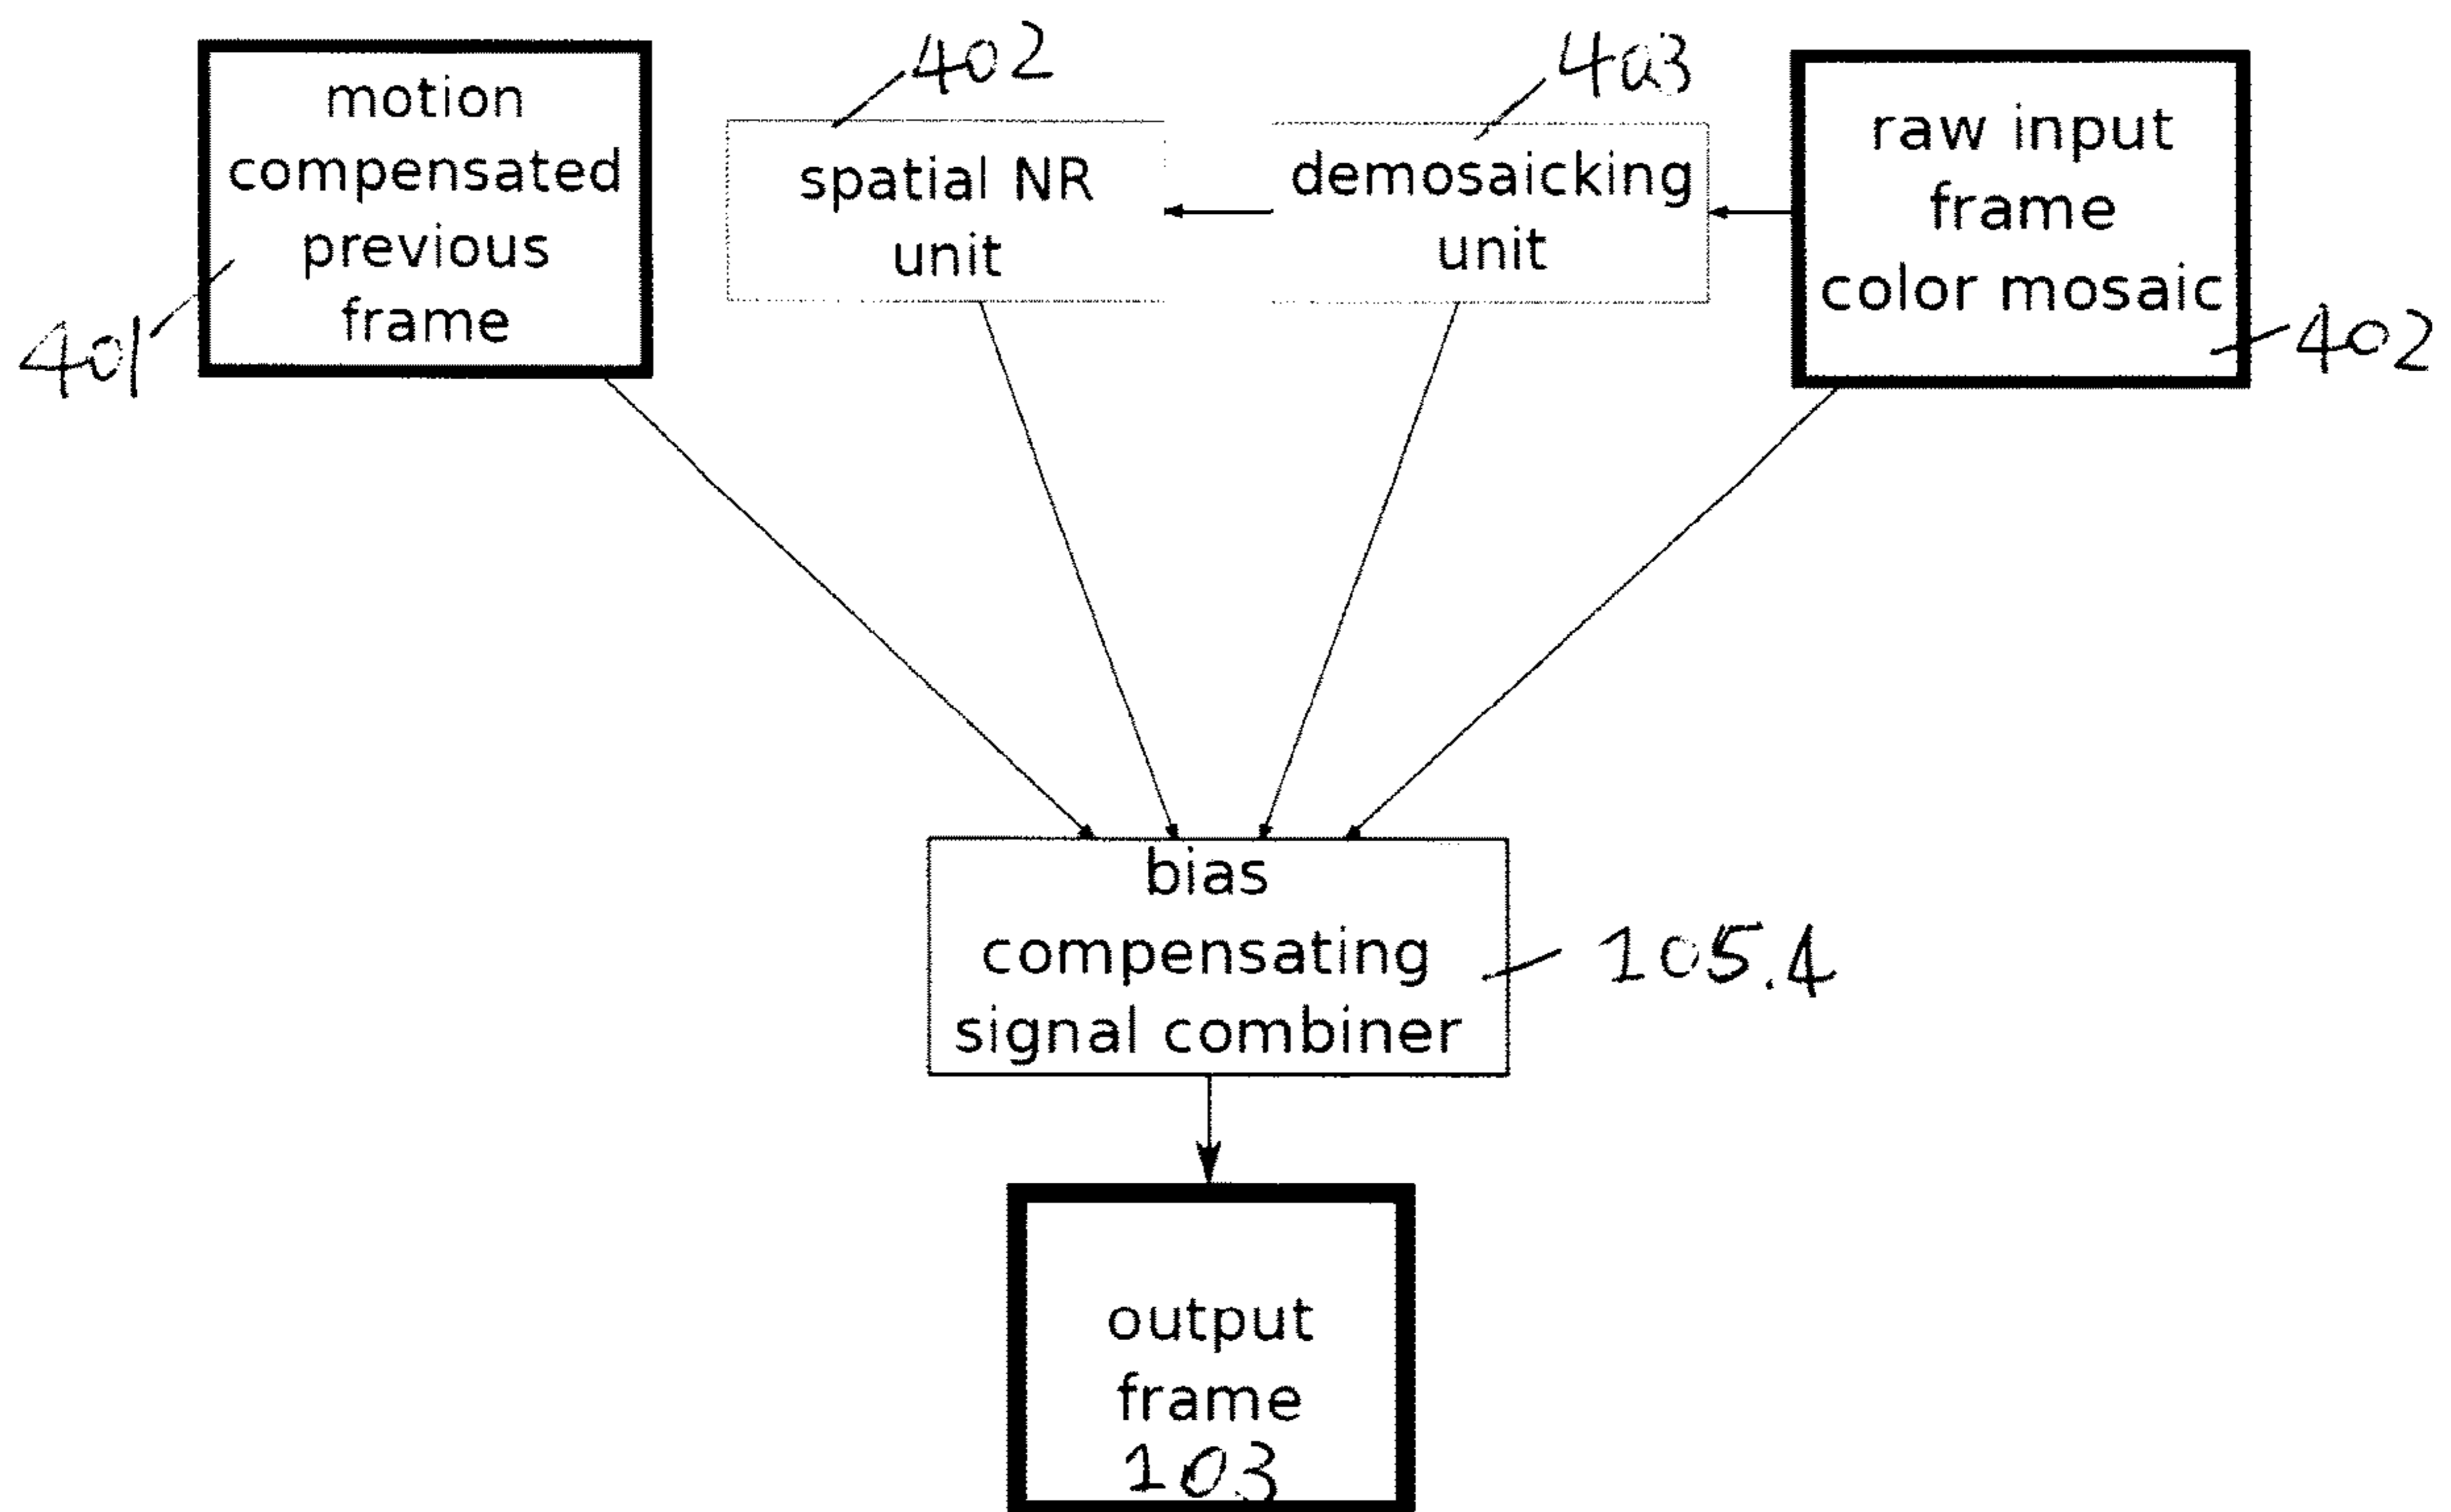 402
403
motion
compensated
previous
frame
spatial NR
unit
demosaicking
unit
raw input
frame
color mosaic
401
402
bias
compensating
signal combiner
105.4
output
frame
103